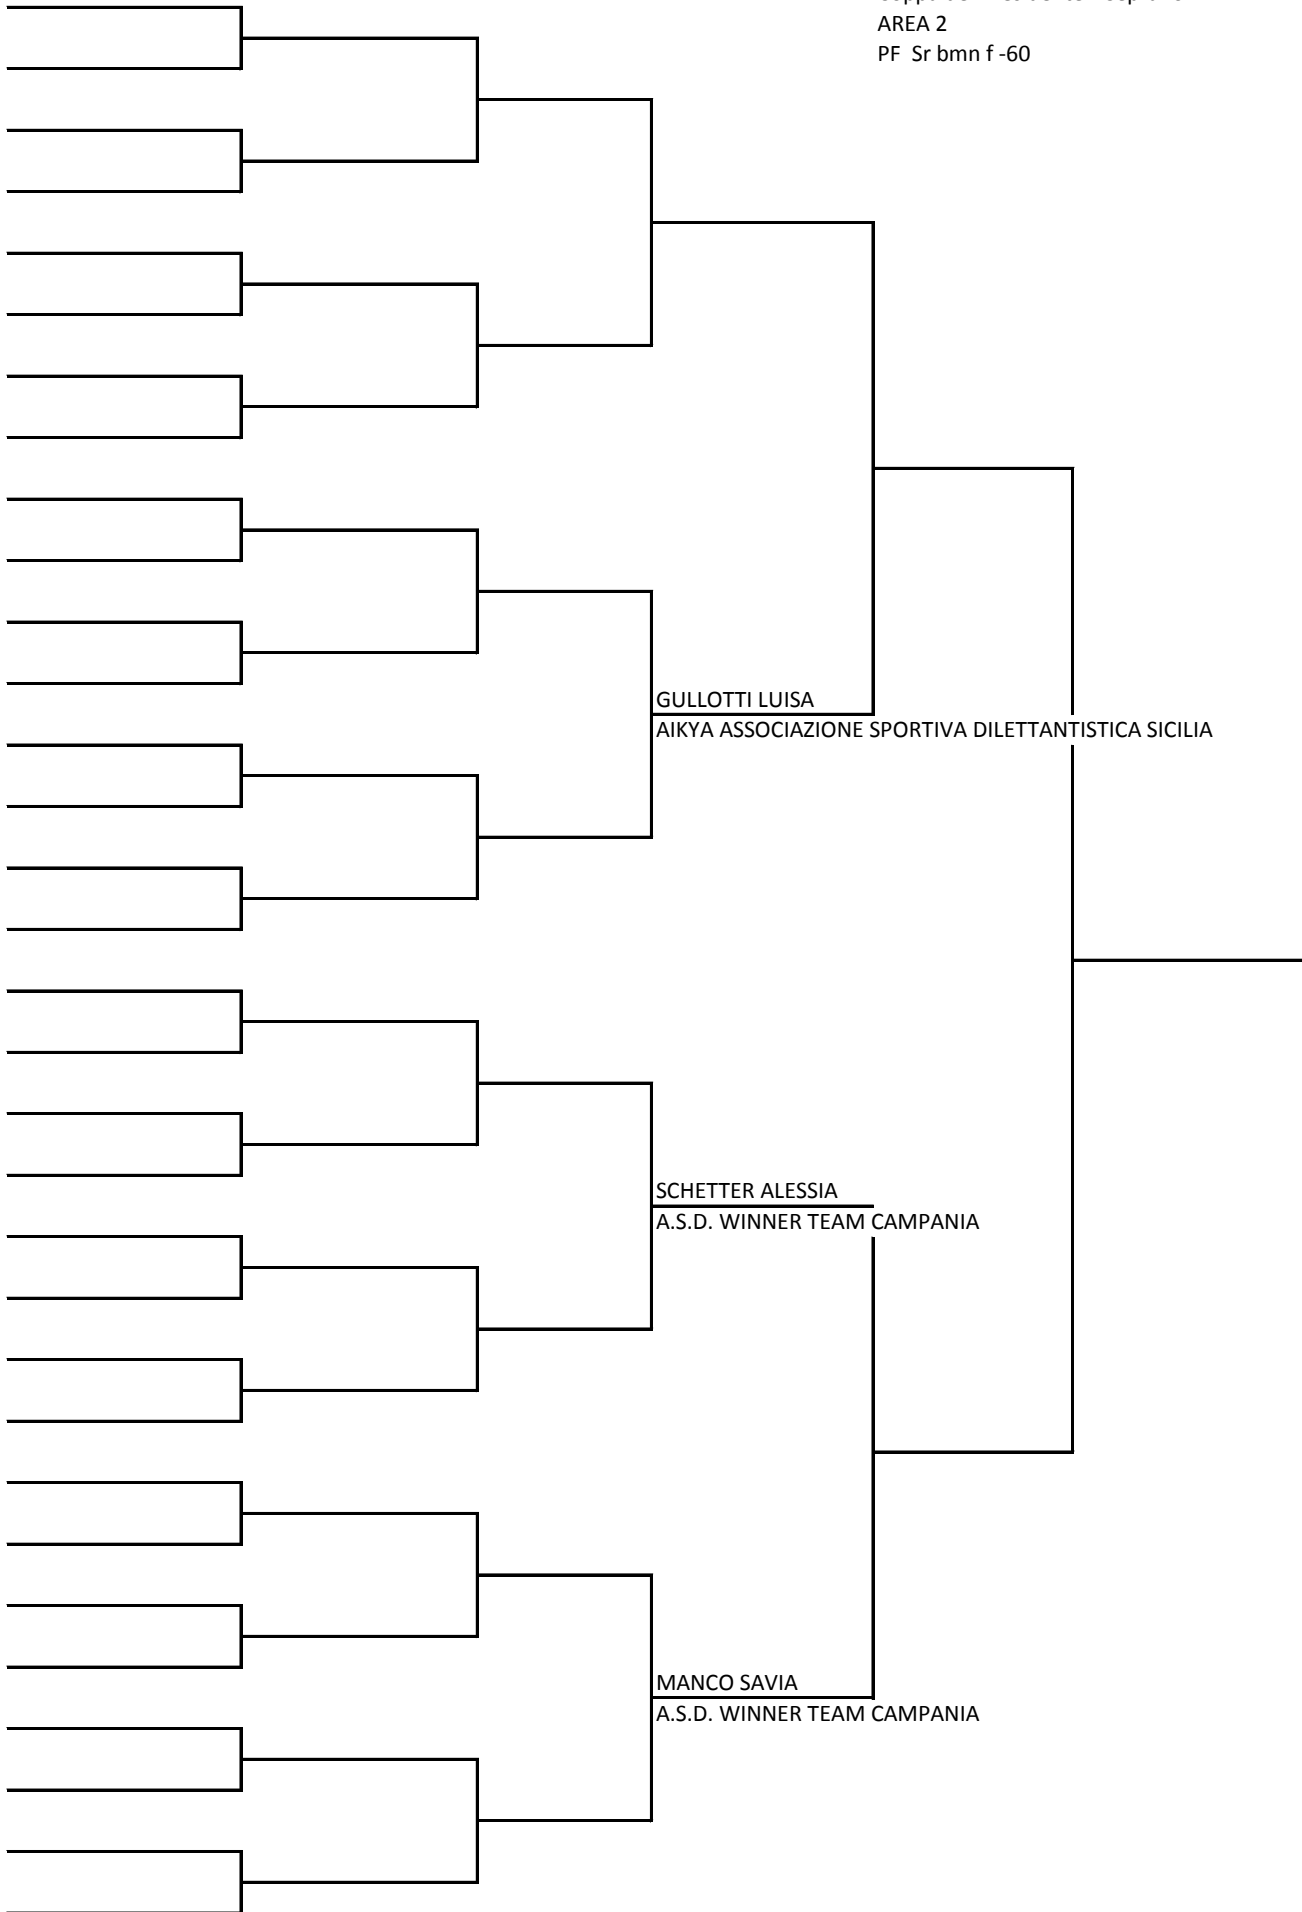 AREA 2
PF Sr bmn f -60
GULLOTTI LUISA
AIKYA ASSOCIAZIONE SPORTIVA DILETTANTISTICA SICILIA
SCHETTER ALESSIA
A.S.D. WINNER TEAM CAMPANIA
MANCO SAVIA
A.S.D. WINNER TEAM CAMPANIA